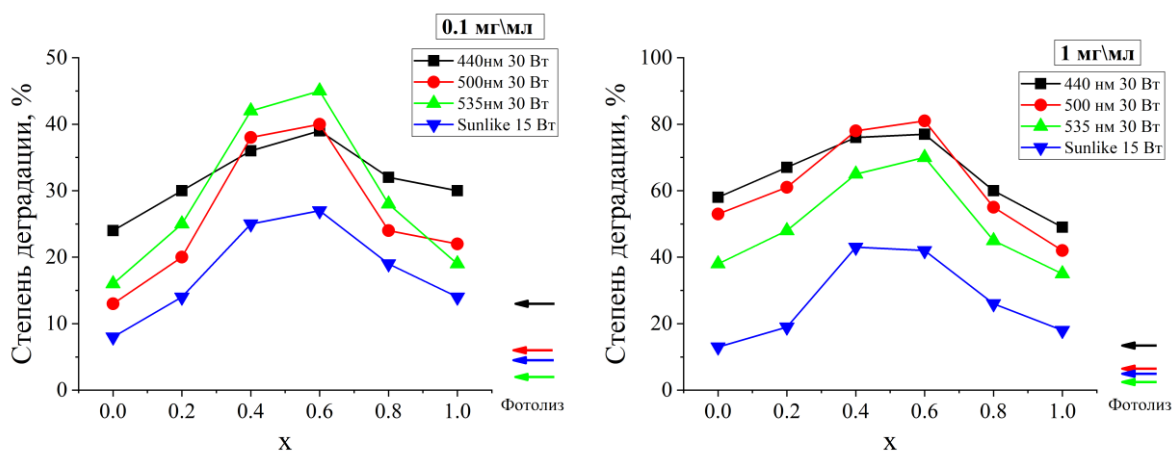 0.1 мг\мл
440нм 30 Вт
500нм 30 Вт
535нм 30 Вт
Sunlike 15 Вт
Степень деградации, %
50
40
30
20
10
0
0.0 0.2 0.4 0.6 0.8 1.0
Фотолиз
x
1 мг\мл
440 нм 30 Вт
500 нм 30 Вт
535 нм 30 Вт
Sunlike 15 Вт
Степень деградации, %
100
80
60
40
20
0
0.0 0.2 0.4 0.6 0.8 1.0
Фотолиз
x